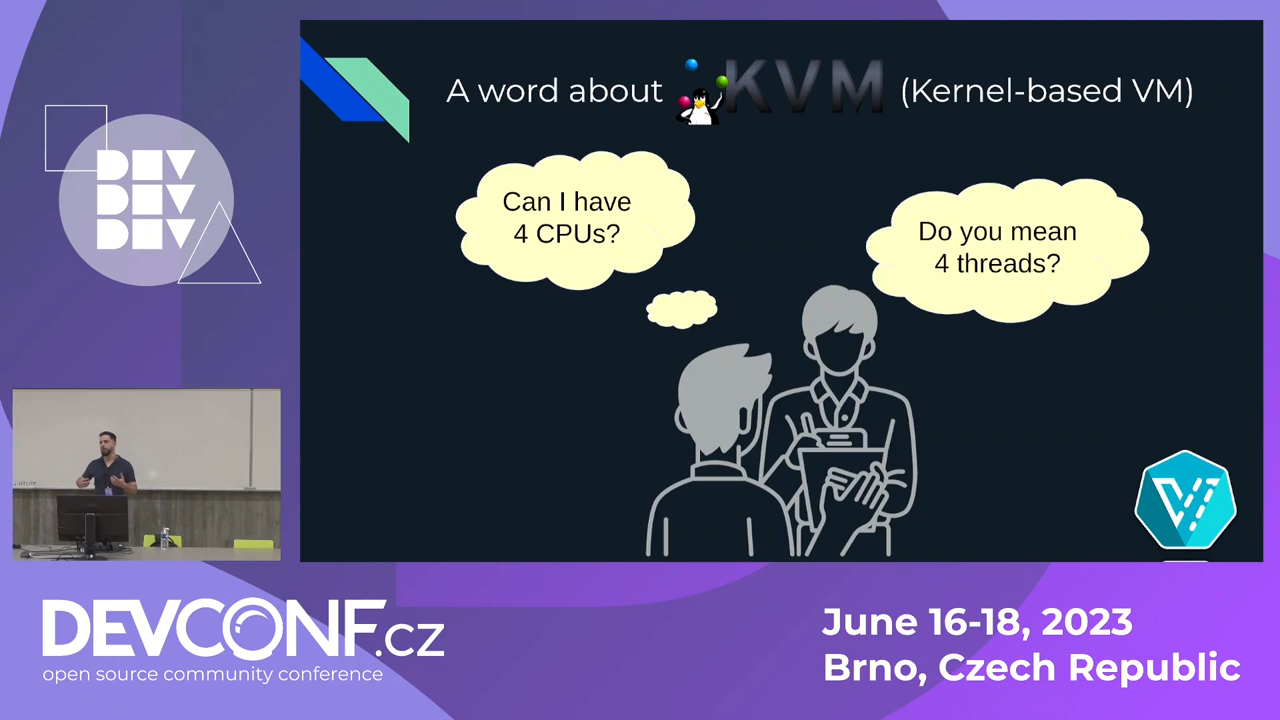 A word about KVM (Kernel-based VM)
Can I have
4 CPUs?
Do you mean
4 threads?
DEV
DEV
DEV
DEVCONF.cz
open source community conference
June 16-18, 2023
Brno, Czech Republic